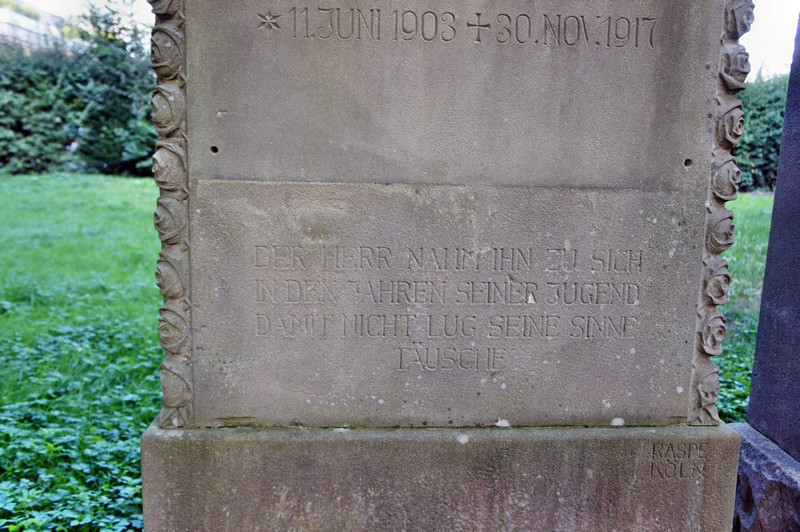 * 11. JUNI 1903 + 30. NOV. 1917
DER HERR NAHM IHN ZU SICH
IN DEN JAHREN SEINER JUGEND
DAMIT NICHT LUG SEINE SINNE
TÄUSCHE
RASPE
KÖLN